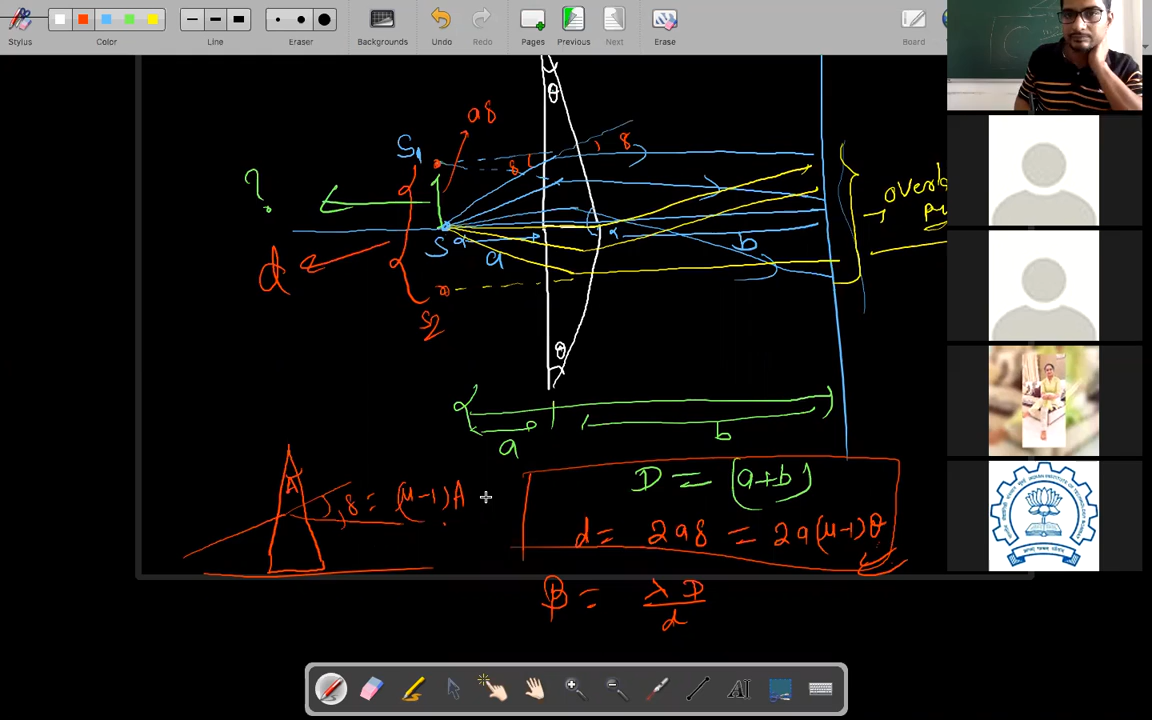 Stylus
Color
Line
Eraser
Backgrounds
Undo
Redo
Pages
Previous
Next
Erase
Board
θ
aδ
S₁
δ
δ
?
S
a
b
d
S₂
θ
a
b
A
δ = (μ-1)A
D = (a+b)
d = 2aδ = 2a(μ-1)θ
β = λD/d